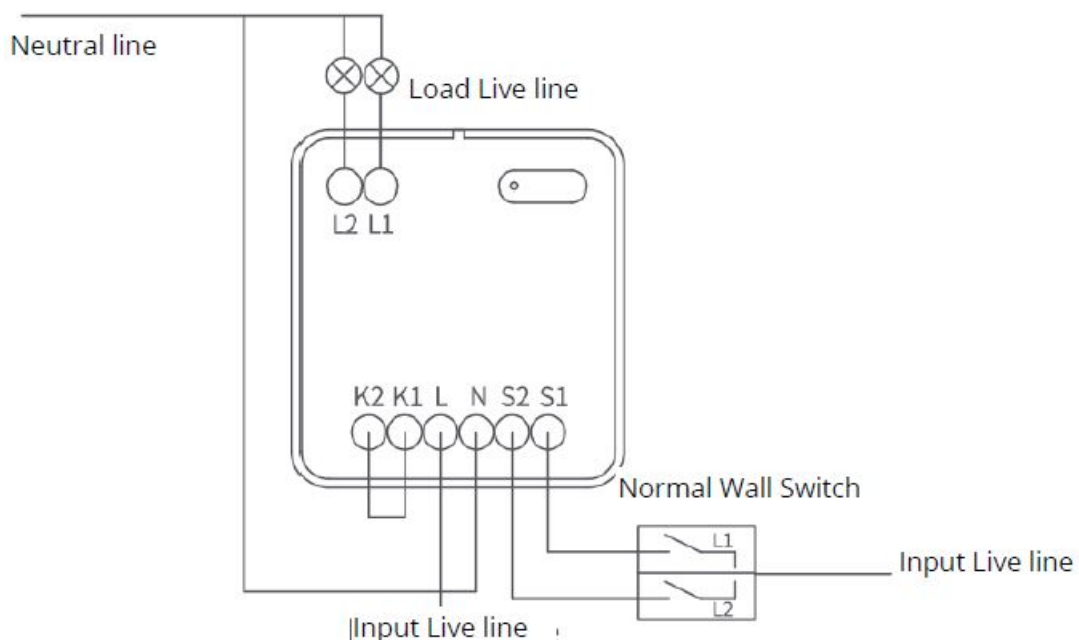 Neutral line
Load Live line
L2 L1
K2 K1 L N S2 S1
Normal Wall Switch
L1
Input Live line
L2
Input Live line